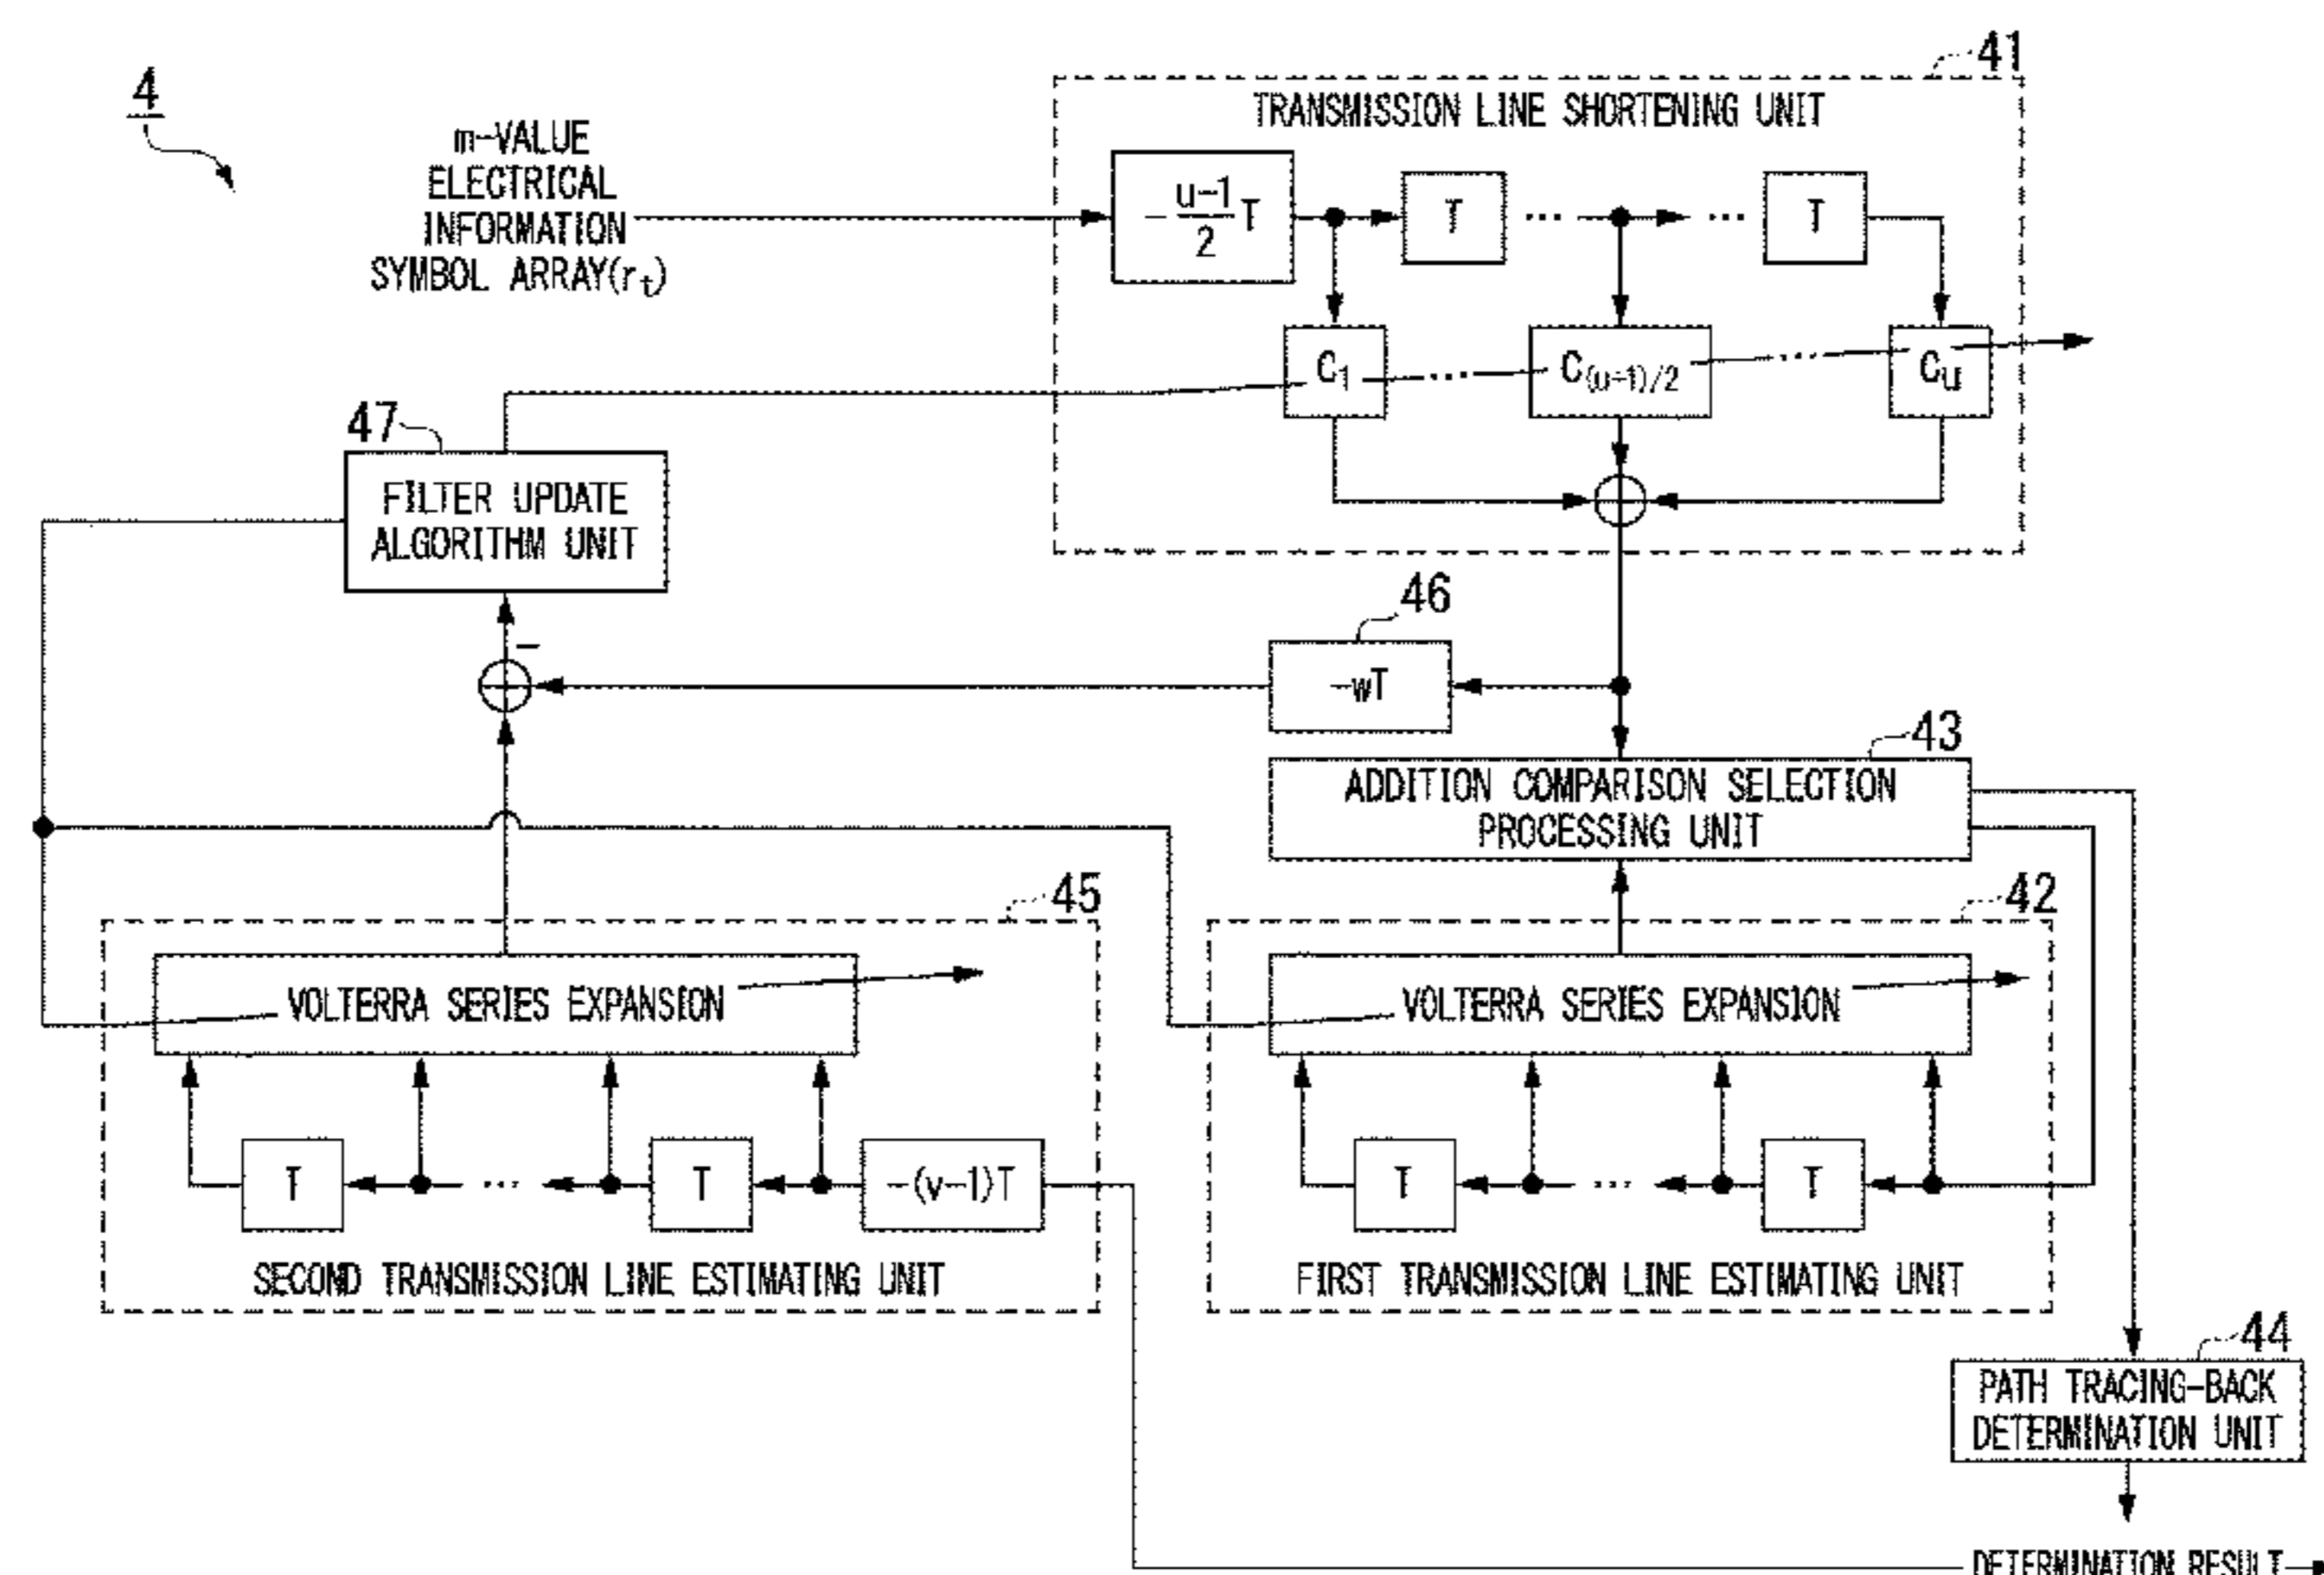 4
m-VALUE
ELECTRICAL
INFORMATION
SYMBOL ARRAY(rt)
41
TRANSMISSION LINE SHORTENING UNIT
- u-1/2 T
T
...
...
T
C1
...
C(u+1)/2
...
Cu
47
FILTER UPDATE
ALGORITHM UNIT
-
46
-wT
43
ADDITION COMPARISON SELECTION
PROCESSING UNIT
45
VOLTERRA SERIES EXPANSION
T
...
T
-(v-1)T
SECOND TRANSMISSION LINE ESTIMATING UNIT
42
VOLTERRA SERIES EXPANSION
T
...
T
FIRST TRANSMISSION LINE ESTIMATING UNIT
44
PATH TRACING-BACK
DETERMINATION UNIT
DETERMINATION RESULT